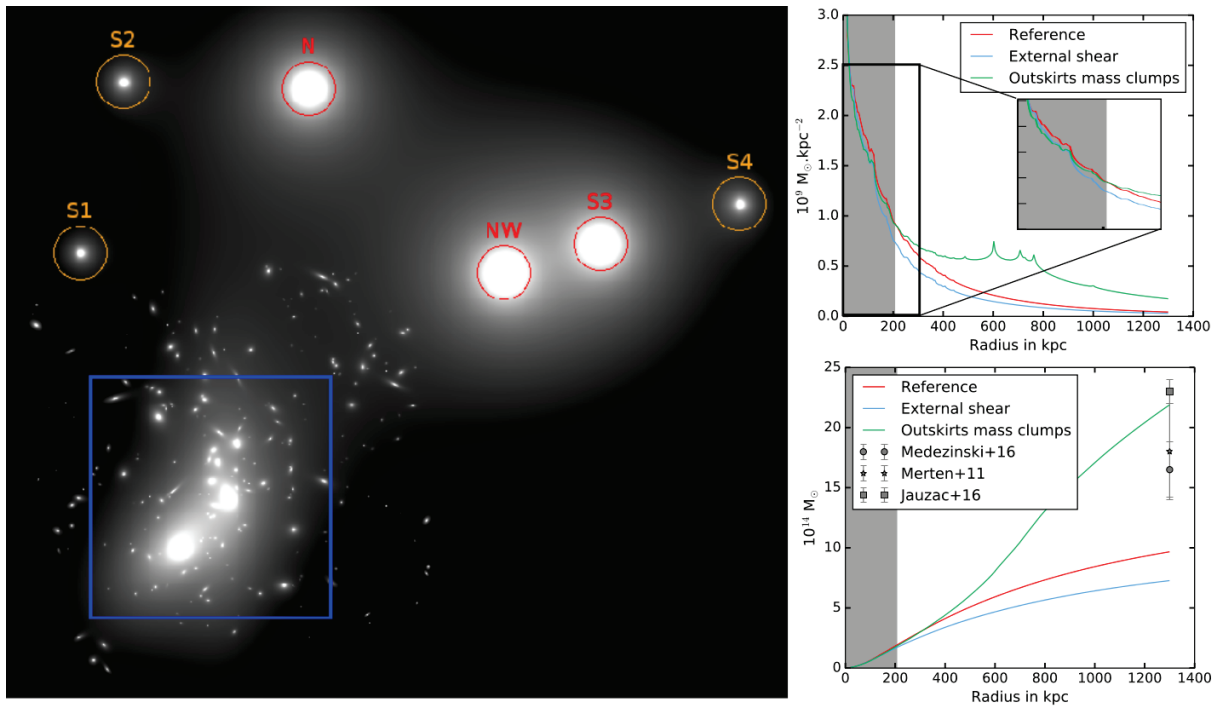 S2
N
S4
S3
S1
NW
3.0
2.5
2.0
1.5
1.0
0.5
0.0
10⁹ M☉.kpc⁻²
Reference
External shear
Outskirts mass clumps
0 200 400 600 800 1000 1200 1400
Radius in kpc
25
20
15
10
5
0
10¹⁴ M☉
Reference
External shear
Outskirts mass clumps
Medezinski+16
Merten+11
Jauzac+16
0 200 400 600 800 1000 1200 1400
Radius in kpc